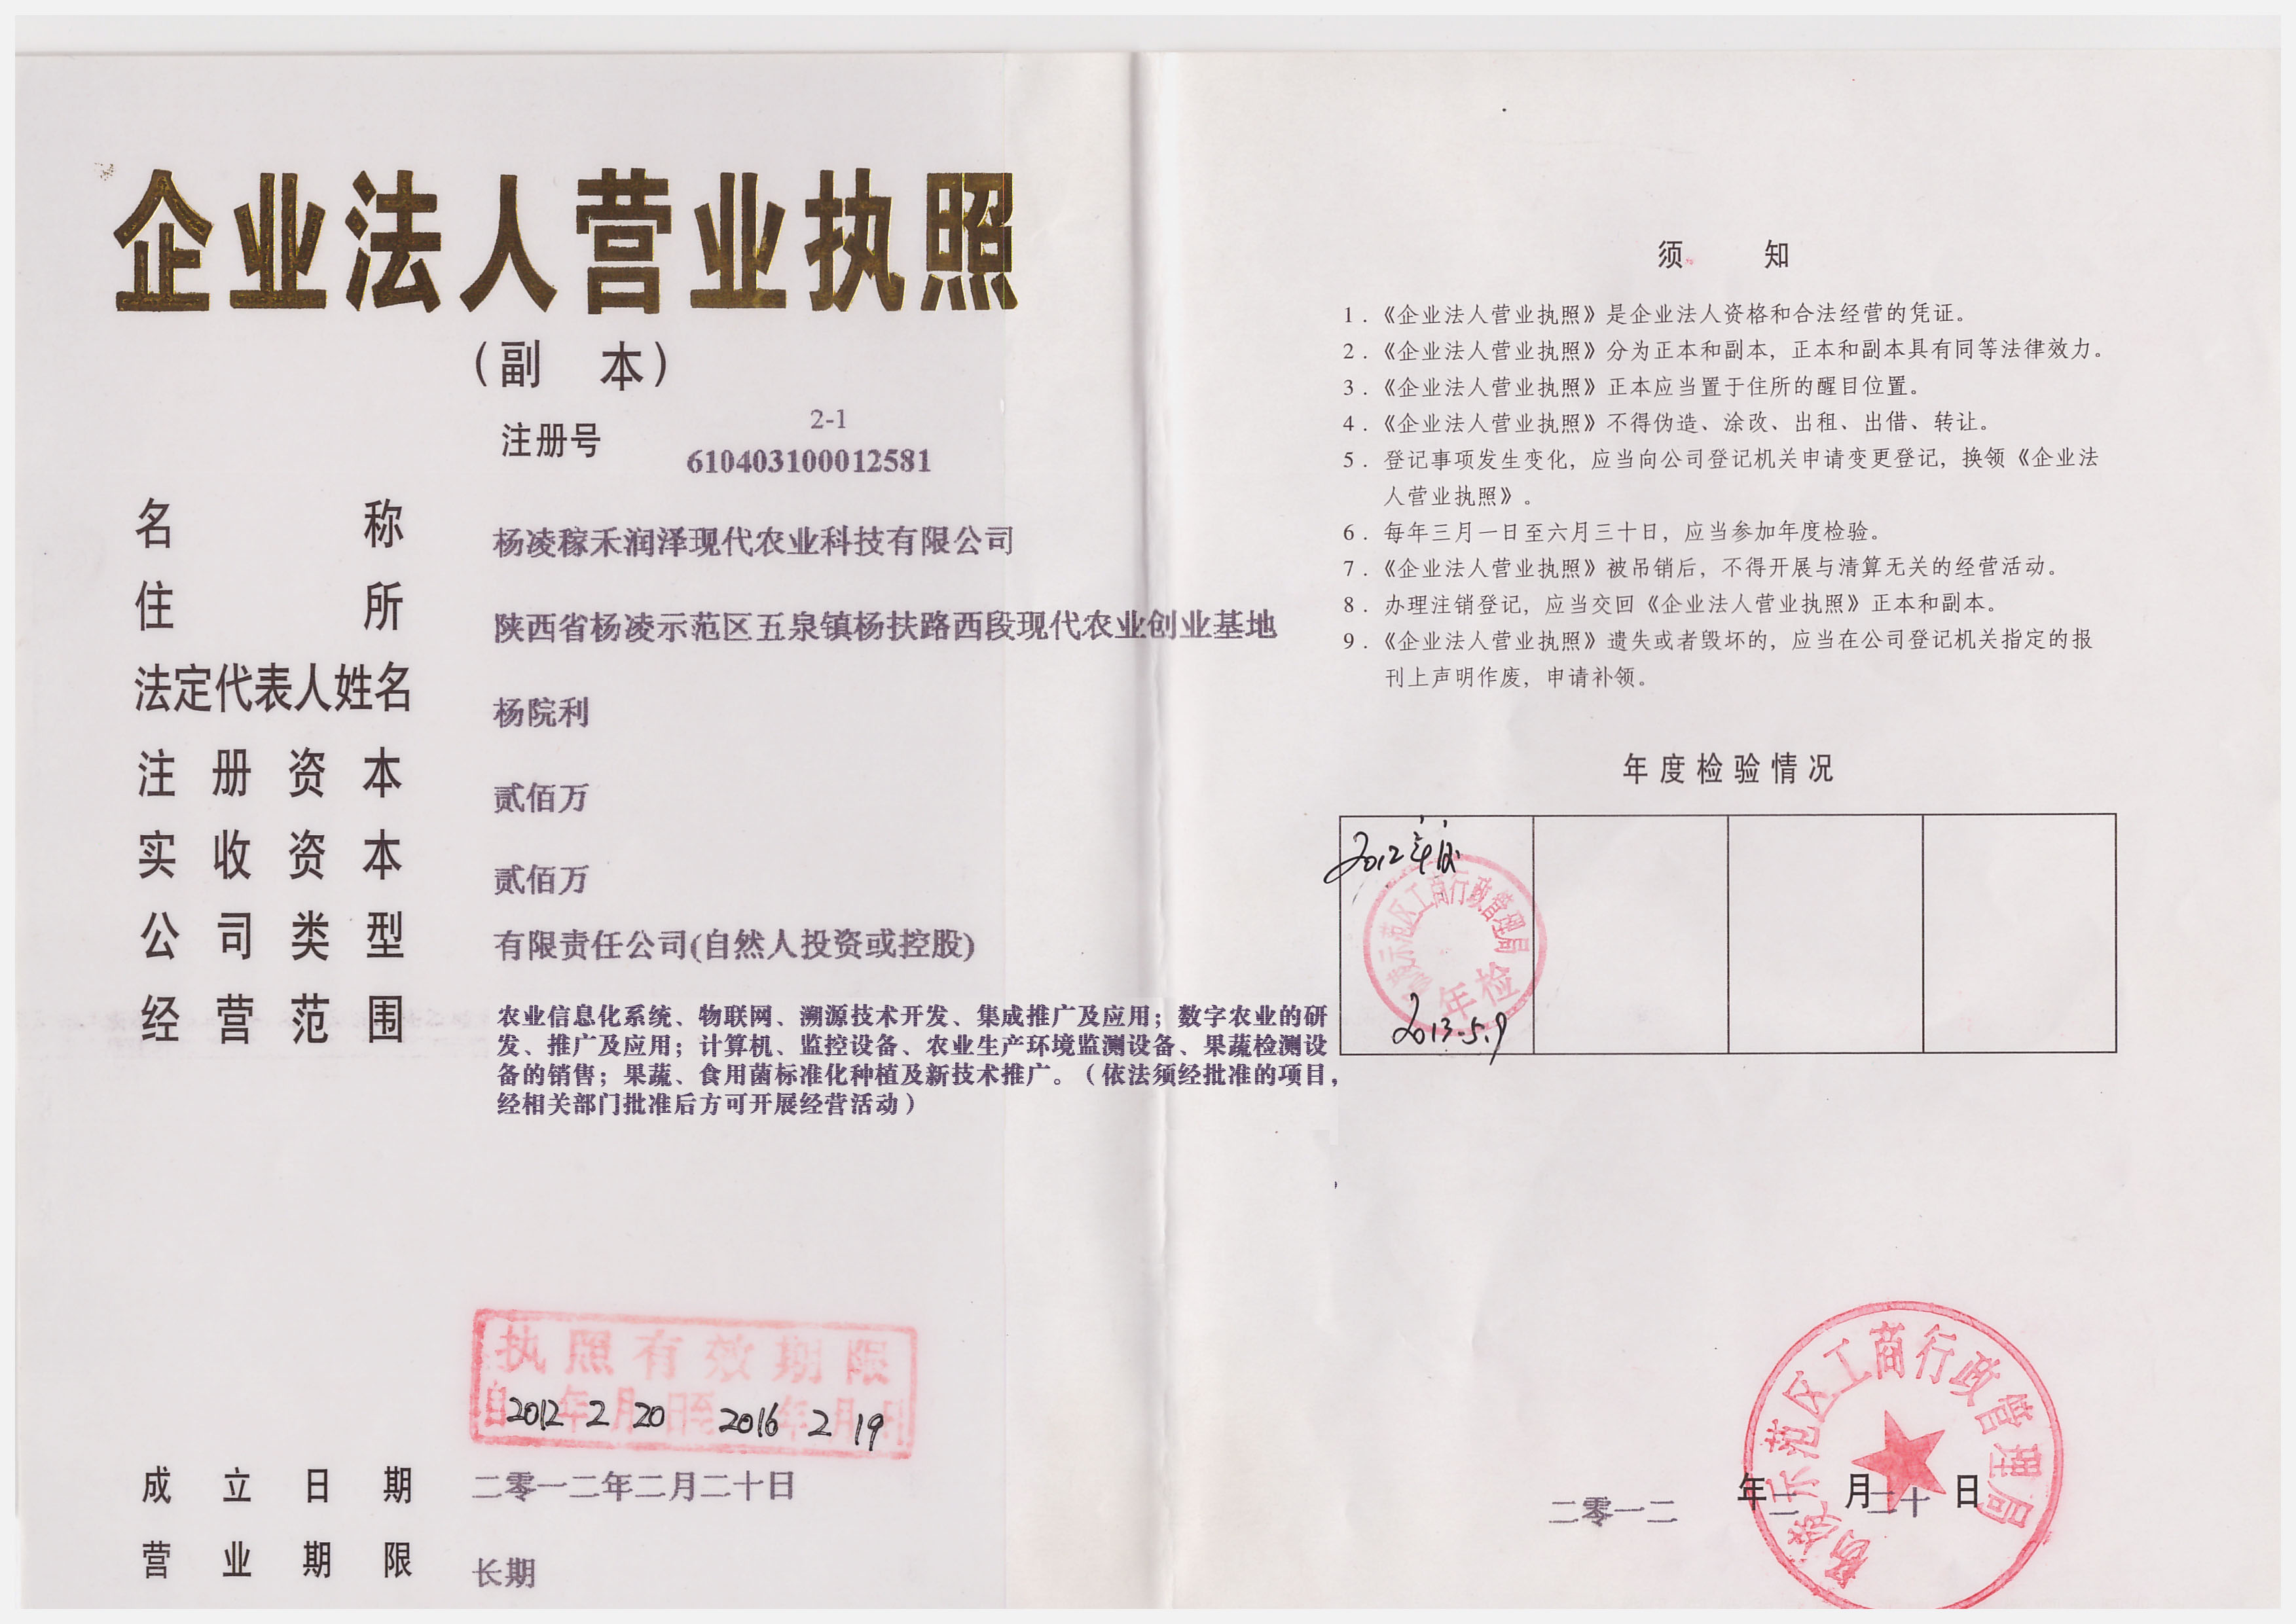 企业法人营业执照
（副 本）
2-1
注册号 610403100012581
名称 杨凌稼禾润泽现代农业科技有限公司
住所 陕西省杨凌示范区五泉镇杨扶路西段现代农业创业基地
法定代表人姓名 杨院利
注册资本 贰佰万
实收资本 贰佰万
公司类型 有限责任公司(自然人投资或控股)
经营范围 农业信息化系统、物联网、溯源技术开发、集成推广及应用；数字农业的研
发、推广及应用；计算机、监控设备、农业生产环境监测设备、果蔬检测设
备的销售；果蔬、食用菌标准化种植及新技术推广。（依法须经批准的项目，
经相关部门批准后方可开展经营活动）
执照有效期限
自2012年2月20日至2016年2月19日
成立日期 二零一二年二月二十日
营业期限 长期
须 知
1．《企业法人营业执照》是企业法人资格和合法经营的凭证。
2．《企业法人营业执照》分为正本和副本，正本和副本具有同等法律效力。
3．《企业法人营业执照》正本应当置于住所的醒目位置。
4．《企业法人营业执照》不得伪造、涂改、出租、出借、转让。
5．登记事项发生变化，应当向公司登记机关申请变更登记，换领《企业法
人营业执照》。
6．每年三月一日至六月三十日，应当参加年度检验。
7．《企业法人营业执照》被吊销后，不得开展与清算无关的经营活动。
8．办理注销登记，应当交回《企业法人营业执照》正本和副本。
9．《企业法人营业执照》遗失或者毁坏的，应当在公司登记机关指定的报
刊上声明作废，申请补领。
年度检验情况
2012年度
凌示范区工商行政管理局
年检
2013.5.9
杨凌示范区工商行政管理局
二零一二年二月二十日